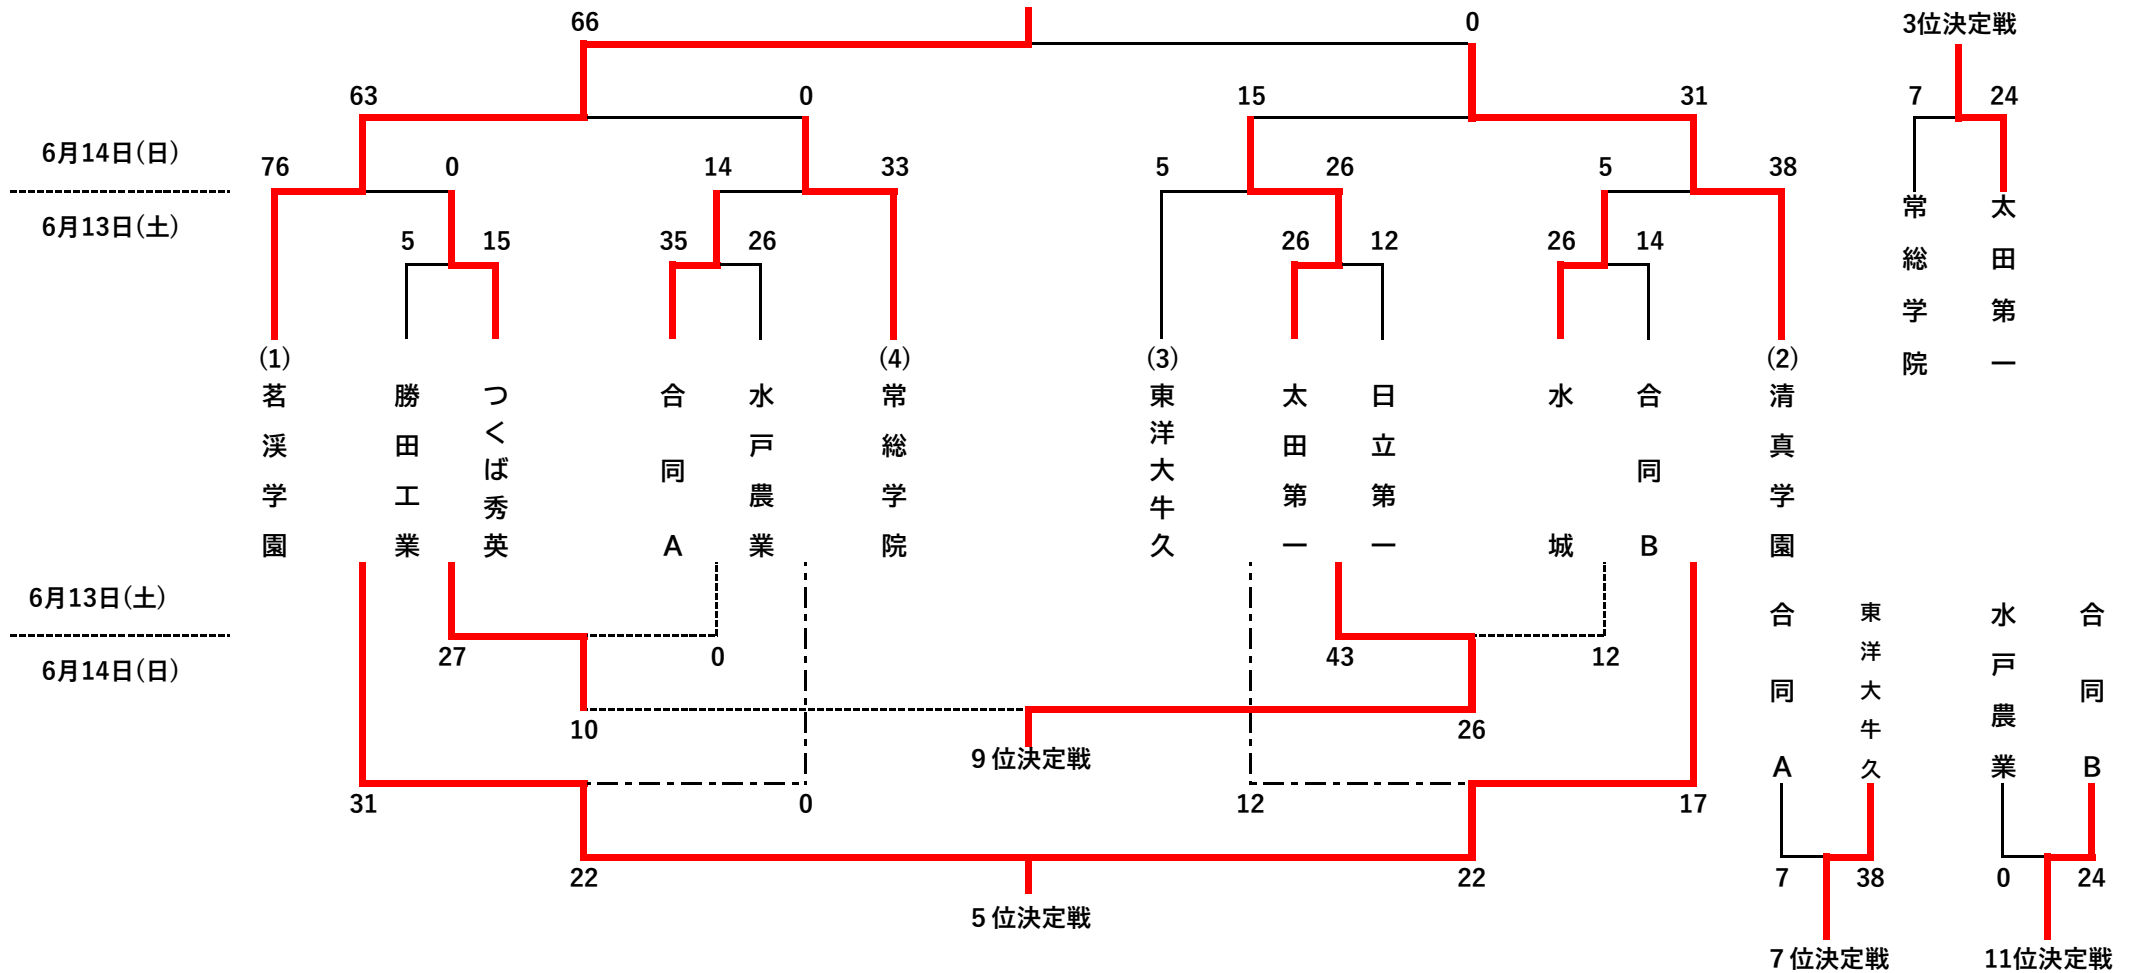 66
0
3位決定戦
63
0
15
31
7
24
6月14日(日)
76
0
14
33
5
26
5
38
6月13日(土)
5
15
35
26
26
12
26
14
常総学院
太田第一
(1)
(4)
(3)
(2)
茗渓学園
勝田工業
つくば秀英
合同A
水戸農業
常総学院
東洋大牛久
太田第一
日立第一
水城
合同B
清真学園
6月13日(土)
6月14日(日)
27
0
43
12
10
26
9位決定戦
31
0
12
17
22
22
5位決定戦
合同A
東洋大牛久
水戸農業
合同B
7
38
0
24
7位決定戦
11位決定戦